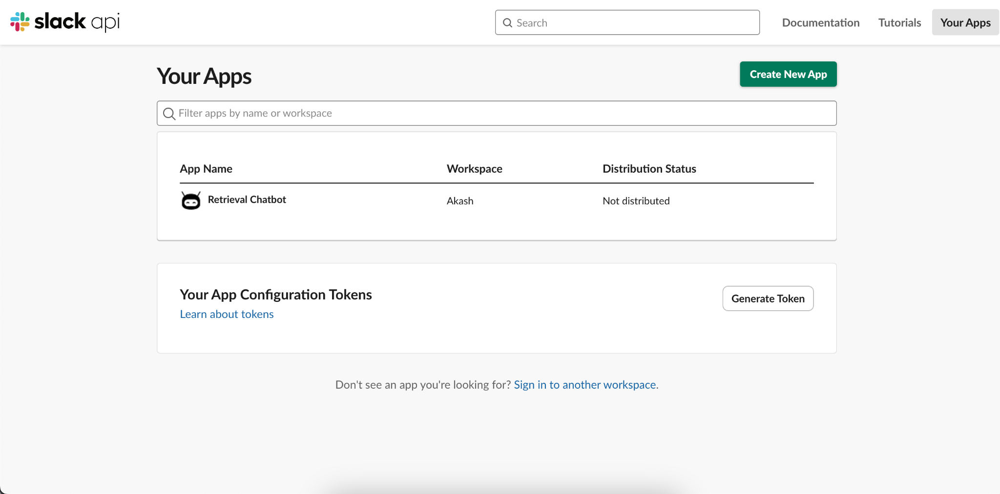 slack api
Search
Documentation
Tutorials
Your Apps
Your Apps
Create New App
Filter apps by name or workspace
App Name
Workspace
Distribution Status
Retrieval Chatbot
Akash
Not distributed
Your App Configuration Tokens
Generate Token
Learn about tokens
Don't see an app you're looking for? Sign in to another workspace.